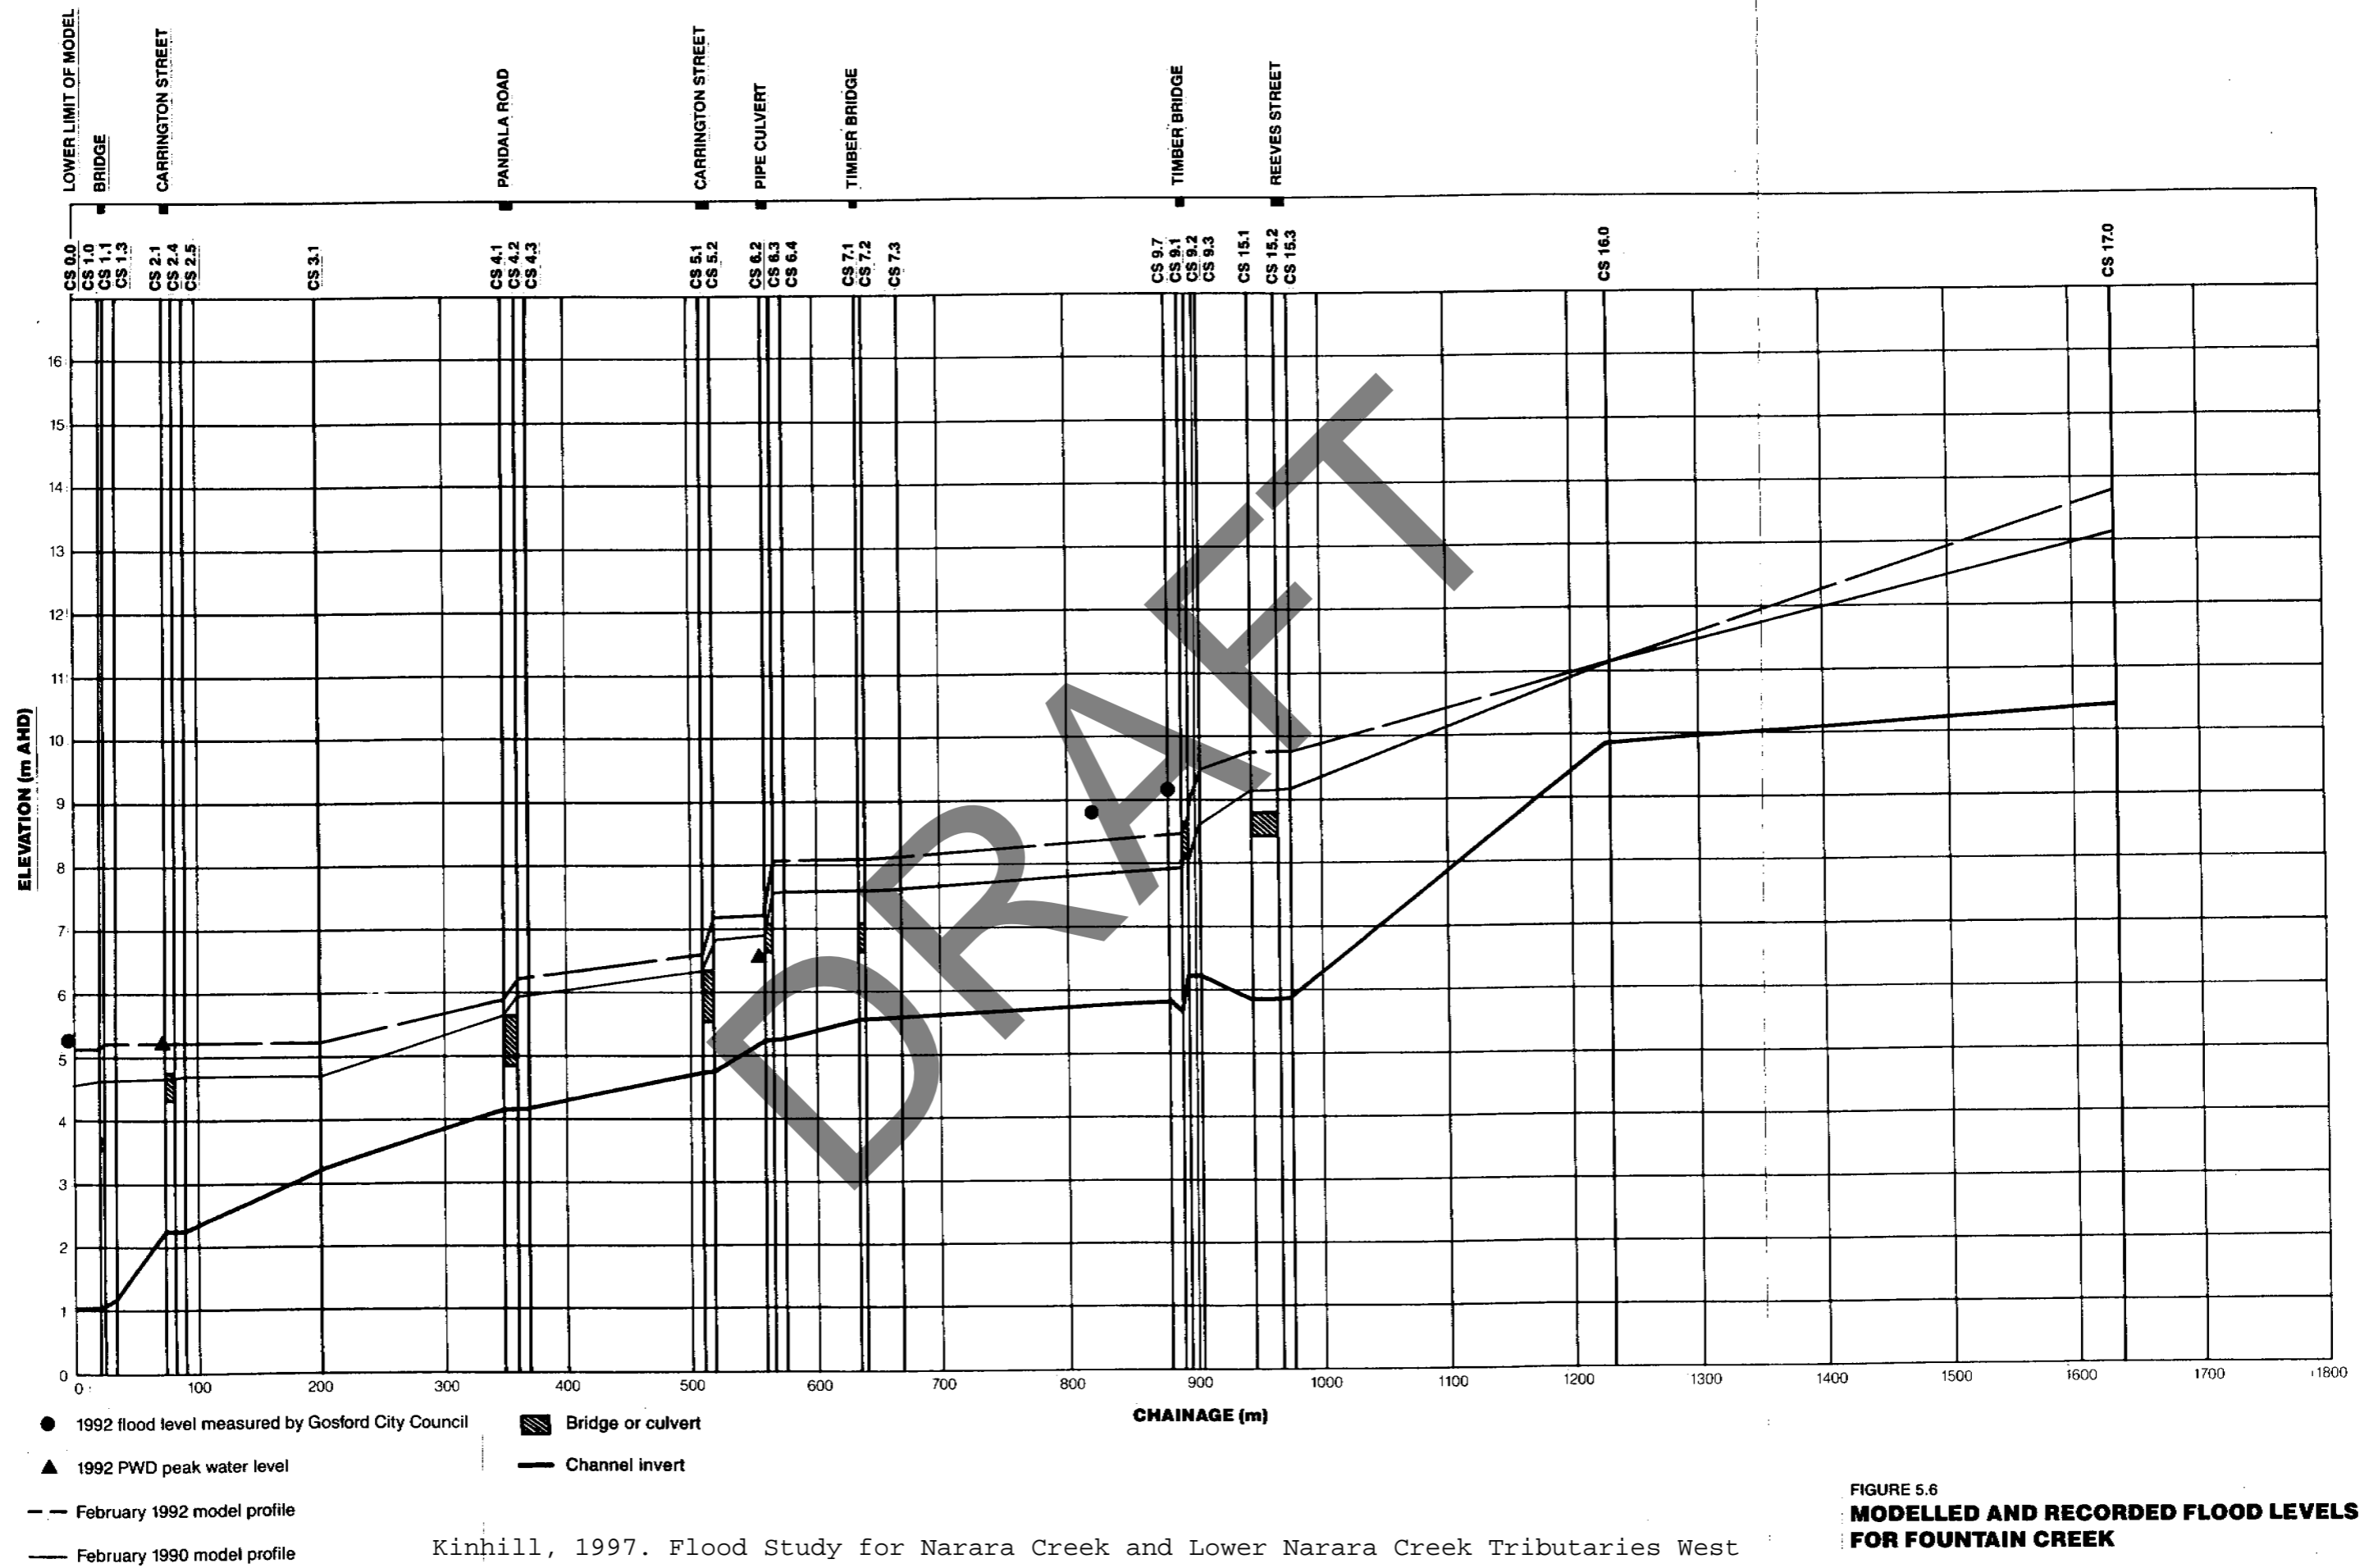 LOWER LIMIT OF MODEL
BRIDGE
CARRINGTON STREET
PANDALA ROAD
CARRINGTON STREET
PIPE CULVERT
TIMBER BRIDGE
TIMBER BRIDGE
REEVES STREET
CS 0.0
CS 1.0
CS 1.1
CS 1.3
CS 2.1
CS 2.4
CS 2.5
CS 3.1
CS 4.1
CS 4.2
CS 4.3
CS 5.1
CS 5.2
CS 6.2
CS 6.3
CS 6.4
CS 7.1
CS 7.2
CS 7.3
CS 9.7
CS 9.1
CS 9.2
CS 9.3
CS 15.1
CS 15.2
CS 15.3
CS 16.0
CS 17.0
ELEVATION (m AHD)
16
15
14
13
12
11
10
9
8
7
6
5
4
3
2
1
0
0 100 200 300 400 500 600 700 800 900 1000 1100 1200 1300 1400 1500 1600 1700 1800
CHAINAGE (m)
DRAFT
1992 flood level measured by Gosford City Council
1992 PWD peak water level
February 1992 model profile
February 1990 model profile
Bridge or culvert
Channel invert
Kinhill, 1997. Flood Study for Narara Creek and Lower Narara Creek Tributaries West
FIGURE 5.6
MODELLED AND RECORDED FLOOD LEVELS
FOR FOUNTAIN CREEK